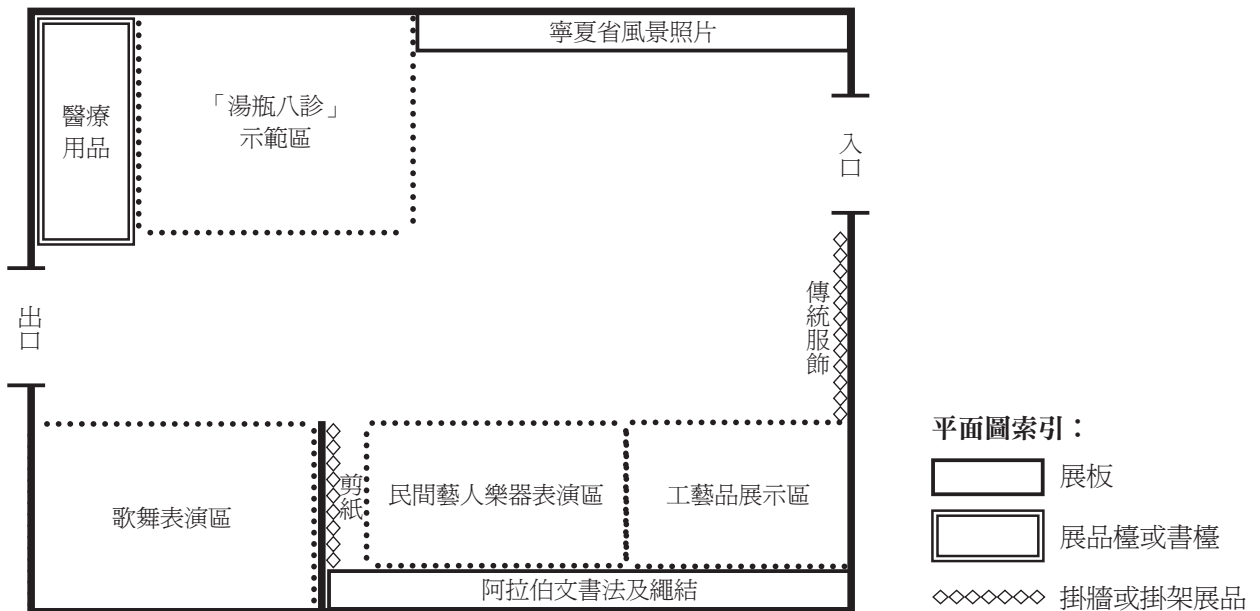 寧夏省風景照片
醫療
用品
「湯瓶八診」
示範區
入口
出口
傳統服飾
歌舞表演區
剪紙
民間藝人樂器表演區
工藝品展示區
阿拉伯文書法及繩結
平面圖索引：
展板
展品檯或書檯
掛牆或掛架展品